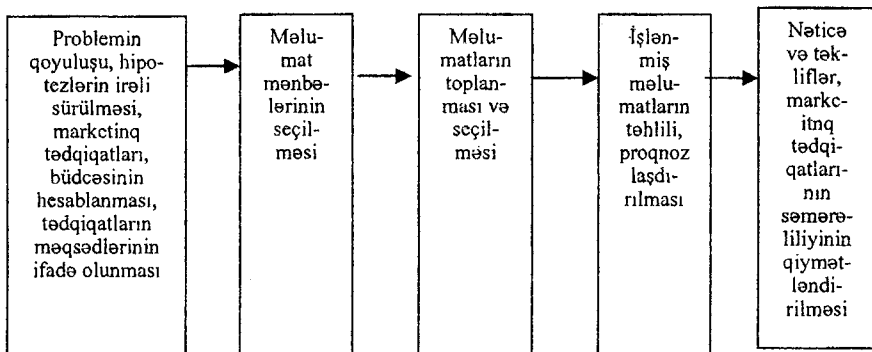 Problemin
qoyuluşu, hipo-
tezlərin irəli
sürülməsi,
marketinq
tədqiqatları,
büdcəsinin
hesablanması,
tədqiqatların
məqsədlərinin
ifadə olunması
Məlu-
mat
mənbə-
lərinin
seçil-
məsi
Məlu-
matların
toplan-
ması və
seçil-
məsi
İşlən-
miş
məlu-
matların
təhlili,
proqnoz
laşdı-
rılması
Nəticə
və tək-
liflər,
marke-
itnq
tədqi-
qatları-
nın
səmərə-
liliyinin
qiymət-
ləndi-
rilməsi